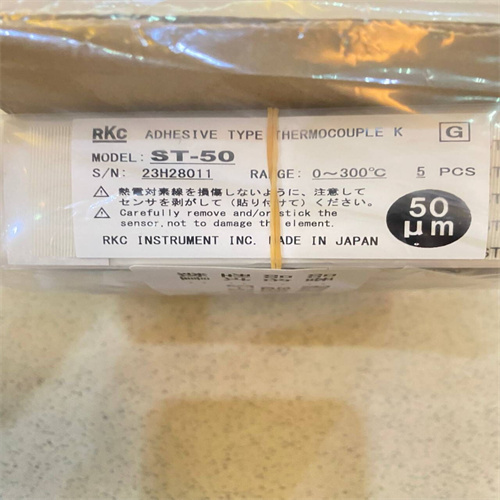 RKC ADHESIVE TYPE THERMOCOUPLE K G
MODEL: ST-50
S/N: 23H28011 RANGE: 0～300℃ 5 PCS
熱電対素線を損傷しないように、注意して
センサを剥がして(貼り付けて)ください。
Carefully remove and/or stick the
sensor, not to damage the element.
RKC INSTRUMENT INC. MADE IN JAPAN
50
μm